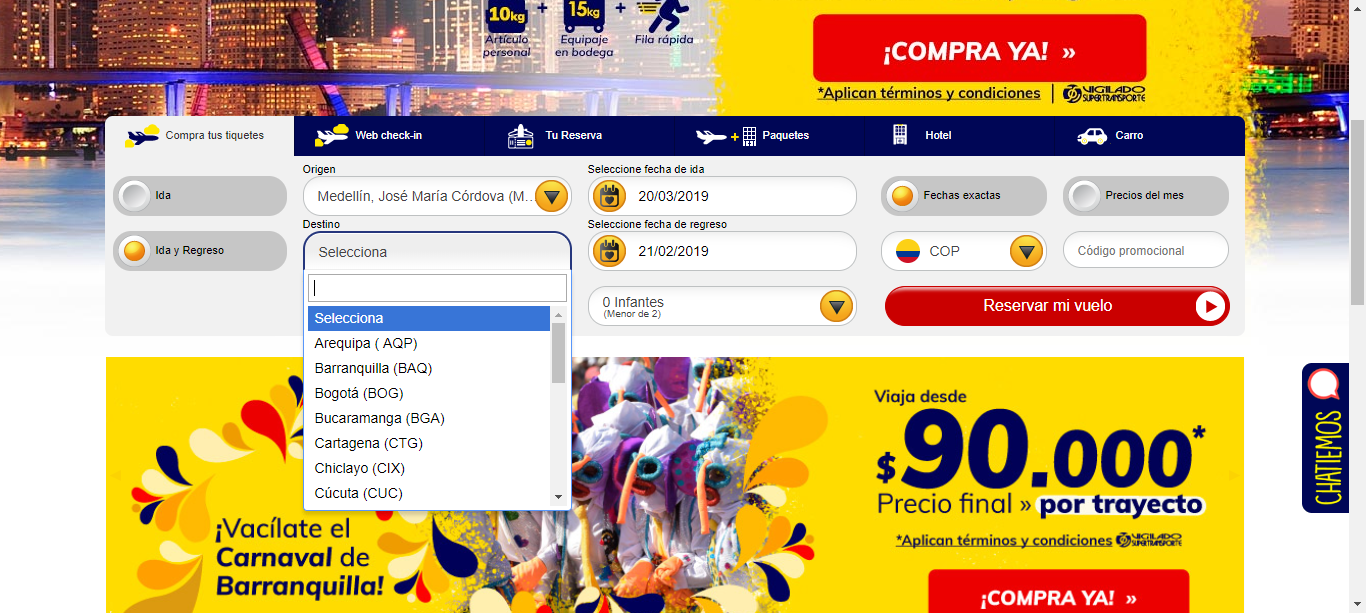 10kg + 15kg +
Artículo
personal
Equipaje
en bodega
Fila rápida
¡COMPRA YA! »
*Aplican términos y condiciones | VIGILADO
SUPERTRANSPORTE
Compra tus tiquetes
Web check-in
Tu Reserva
Paquetes
Hotel
Carro
Ida
Ida y Regreso
Origen
Medellín, José María Córdova (M...
Destino
Selecciona
Selecciona
Arequipa ( AQP)
Barranquilla (BAQ)
Bogotá (BOG)
Bucaramanga (BGA)
Cartagena (CTG)
Chiclayo (CIX)
Cúcuta (CUC)
Seleccione fecha de ida
20/03/2019
Seleccione fecha de regreso
21/02/2019
0 Infantes
(Menor de 2)
Fechas exactas
Precios del mes
COP
Código promocional
Reservar mi vuelo
CHATIEMOS
¡Vacílate el
Carnaval de
Barranquilla!
Viaja desde
$90.000*
Precio final » por trayecto
*Aplican términos y condiciones VIGILADO
SUPERTRANSPORTE
¡COMPRA YA! »